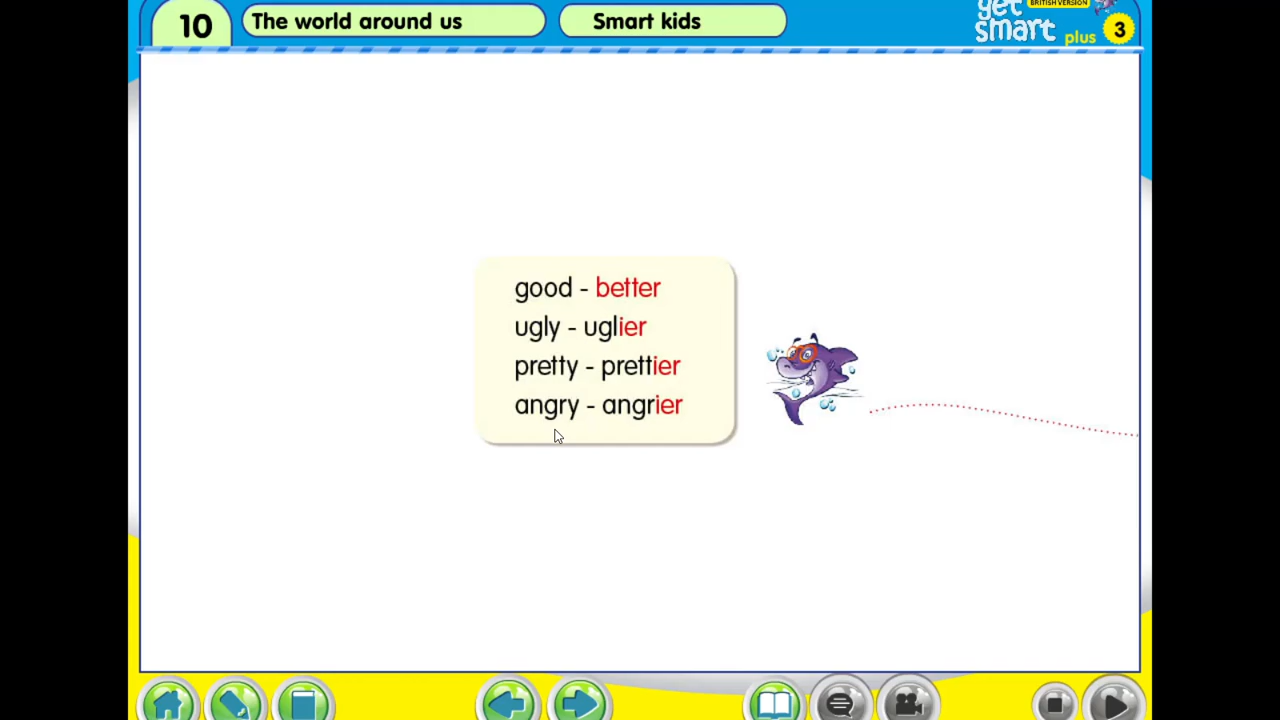 10 The world around us Smart kids
get BRITISH VERSION
smart plus 3
good - better
ugly - uglier
pretty - prettier
angry - angrier